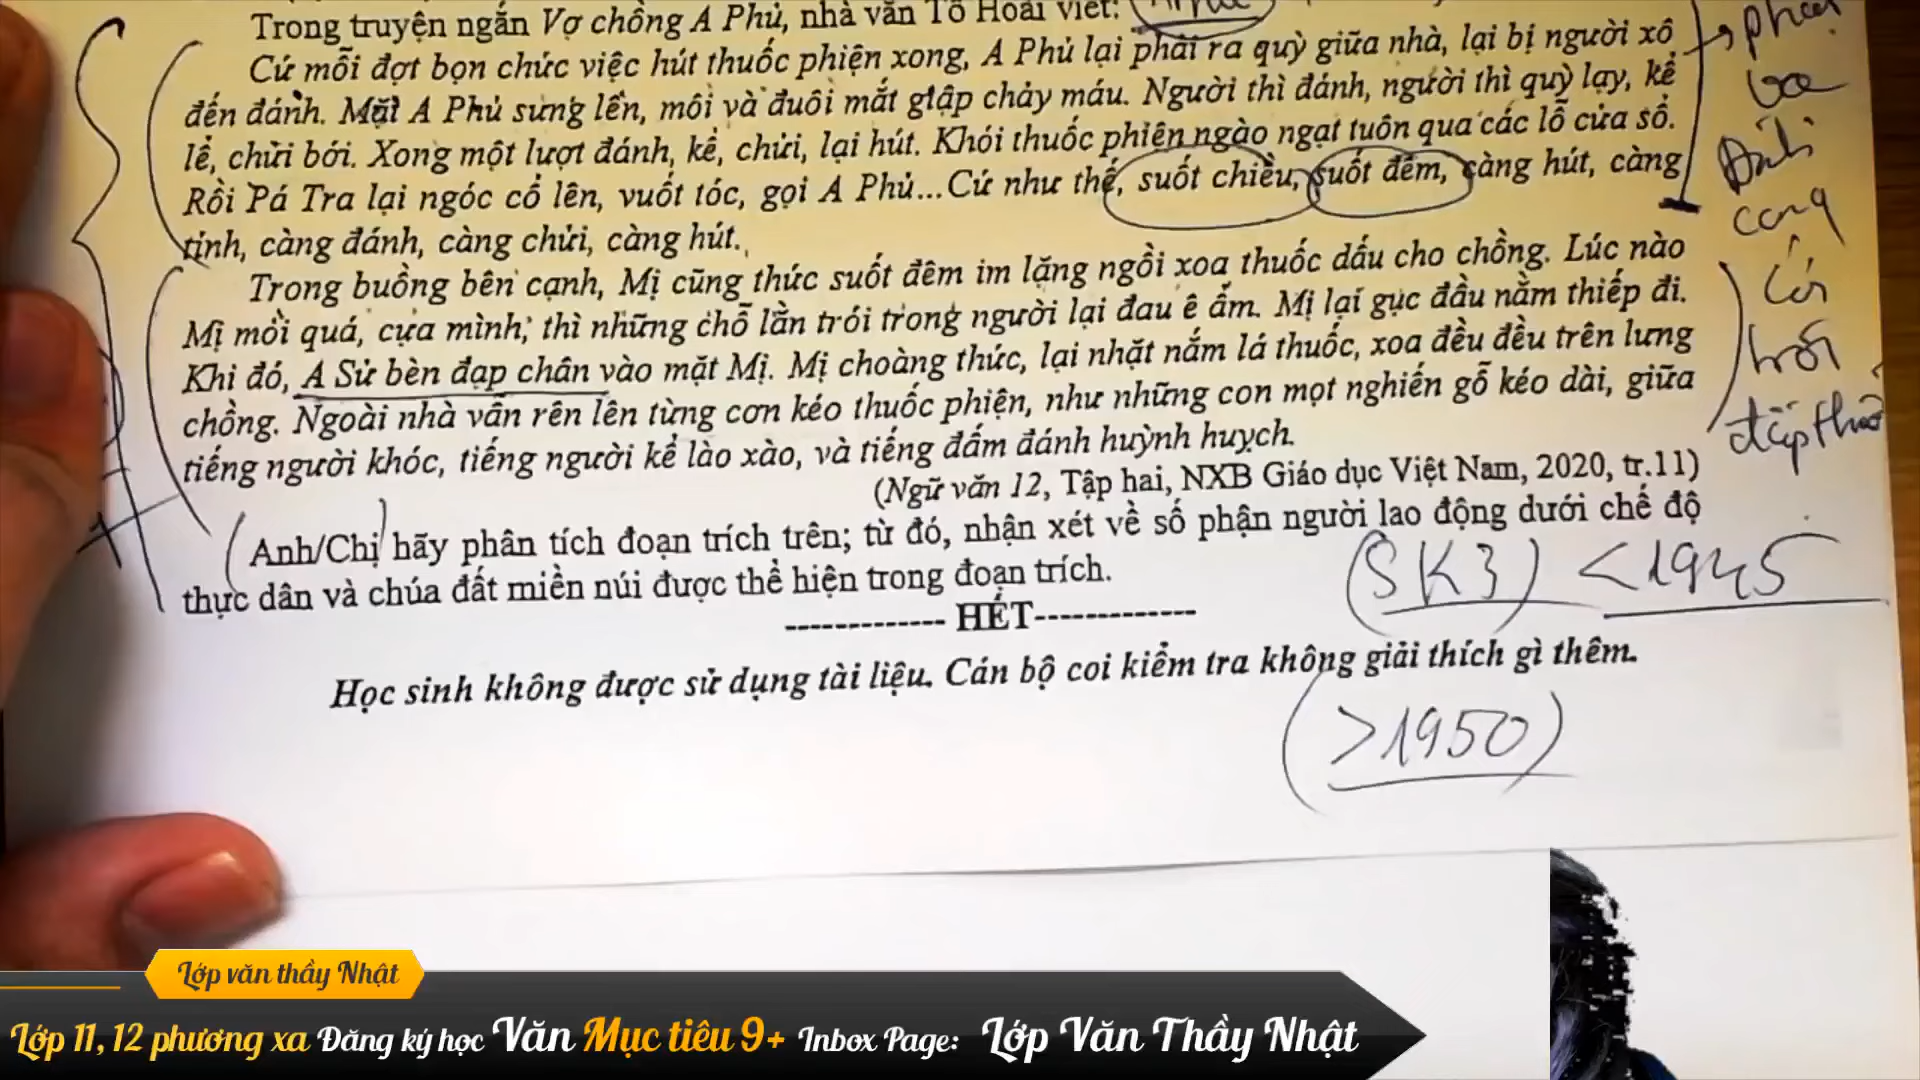 Trong truyện ngắn Vợ chồng A Phủ, nhà văn Tô Hoài viết:
Cứ mỗi đợt bọn chức việc hút thuốc phiện xong, A Phủ lại phải ra quỳ giữa nhà, lại bị người xô
đến đánh. Mặt A Phủ sưng lên, môi và đuôi mắt giập chảy máu. Người thì đánh, người thì quỳ lạy, kể
lể, chửi bới. Xong một lượt đánh, kể, chửi, lại hút. Khói thuốc phiện ngào ngạt tuôn qua các lỗ cửa sổ.
Rồi Pá Tra lại ngóc cổ lên, vuốt tóc, gọi A Phủ...Cứ như thế, suốt chiều, suốt đêm, càng hút, càng
tỉnh, càng đánh, càng chửi, càng hút.
Trong buồng bên cạnh, Mị cũng thức suốt đêm im lặng ngồi xoa thuốc dấu cho chồng. Lúc nào
Mị mỏi quá, cựa mình, thì những chỗ lằn trói trong người lại đau ê ẩm. Mị lại gục đầu nằm thiếp đi.
Khi đó, A Sử bèn đạp chân vào mặt Mị. Mị choàng thức, lại nhặt nắm lá thuốc, xoa đều đều trên lưng
chồng. Ngoài nhà vẫn rên lên từng cơn kéo thuốc phiện, như những con mọt nghiến gỗ kéo dài, giữa
tiếng người khóc, tiếng người kể lào xào, và tiếng đấm đánh huỳnh huỵch.
(Ngữ văn 12, Tập hai, NXB Giáo dục Việt Nam, 2020, tr.11)
Anh/Chị hãy phân tích đoạn trích trên; từ đó, nhận xét về số phận người lao động dưới chế độ
thực dân và chúa đất miền núi được thể hiện trong đoạn trích.
(SK3) <1945
------------- HẾT-------------
Học sinh không được sử dụng tài liệu. Cán bộ coi kiểm tra không giải thích gì thêm.
(>1950)
Lớp văn thầy Nhật
Lớp 11, 12 phương xa Đăng ký học Văn Mục tiêu 9+ Inbox Page: Lớp Văn Thầy Nhật